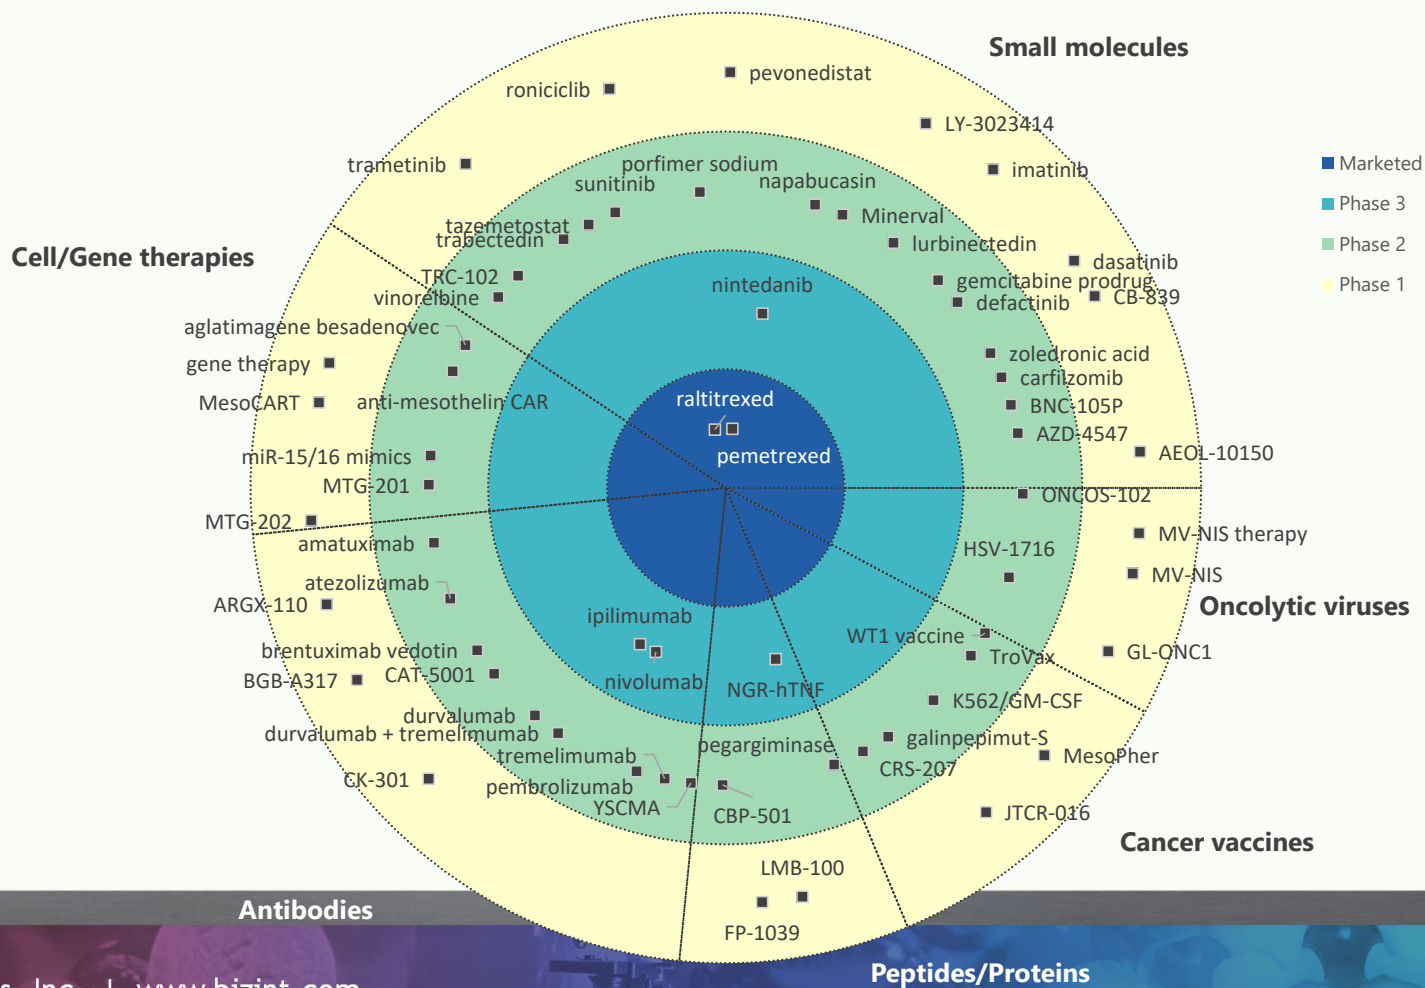 Small molecules
pevonedistat
roniciclib
LY-3023414
trametinib
porfimer sodium
imatinib
sunitinib
napabucasin
Minerval
tazemetostat
trabectedin
lurbinectedin
Marketed
Phase 3
Phase 2
Phase 1
Cell/Gene therapies
dasatinib
TRC-102
nintedanib
gemcitabine prodrug
vinorelbine
defactinib
CB-839
aglatimagene besadenovec
gene therapy
zoledronic acid
carfilzomib
MesoCART
anti-mesothelin CAR
raltitrexed
BNC-105P
AZD-4547
miR-15/16 mimics
pemetrexed
AEOL-10150
MTG-201
ONCOS-102
MTG-202
MV-NIS therapy
amatuximab
HSV-1716
atezolizumab
MV-NIS
ARGX-110
Oncolytic viruses
ipilimumab
WT1 vaccine
brentuximab vedotin
TroVax
GL-ONC1
BGB-A317
CAT-5001
nivolumab
NGR-hTNF
K562/GM-CSF
durvalumab
durvalumab + tremelimumab
pegargiminase
galinpepimut-S
tremelimumab
MesoPher
CK-301
pembrolizumab
CRS-207
YSCMA
CBP-501
JTCR-016
Cancer vaccines
LMB-100
Antibodies
FP-1039
Peptides/Proteins
s, Inc. | www.bizint.com